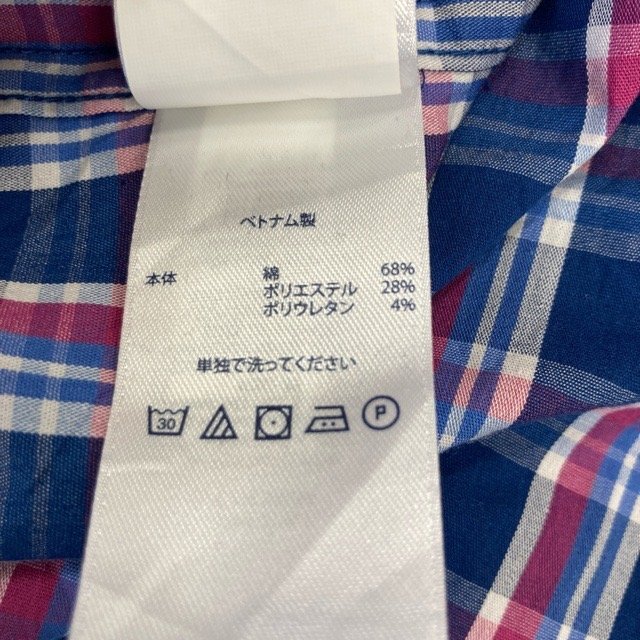 ベトナム製
本体 綿 68%
ポリエステル 28%
ポリウレタン 4%
単独で洗ってください
30 P